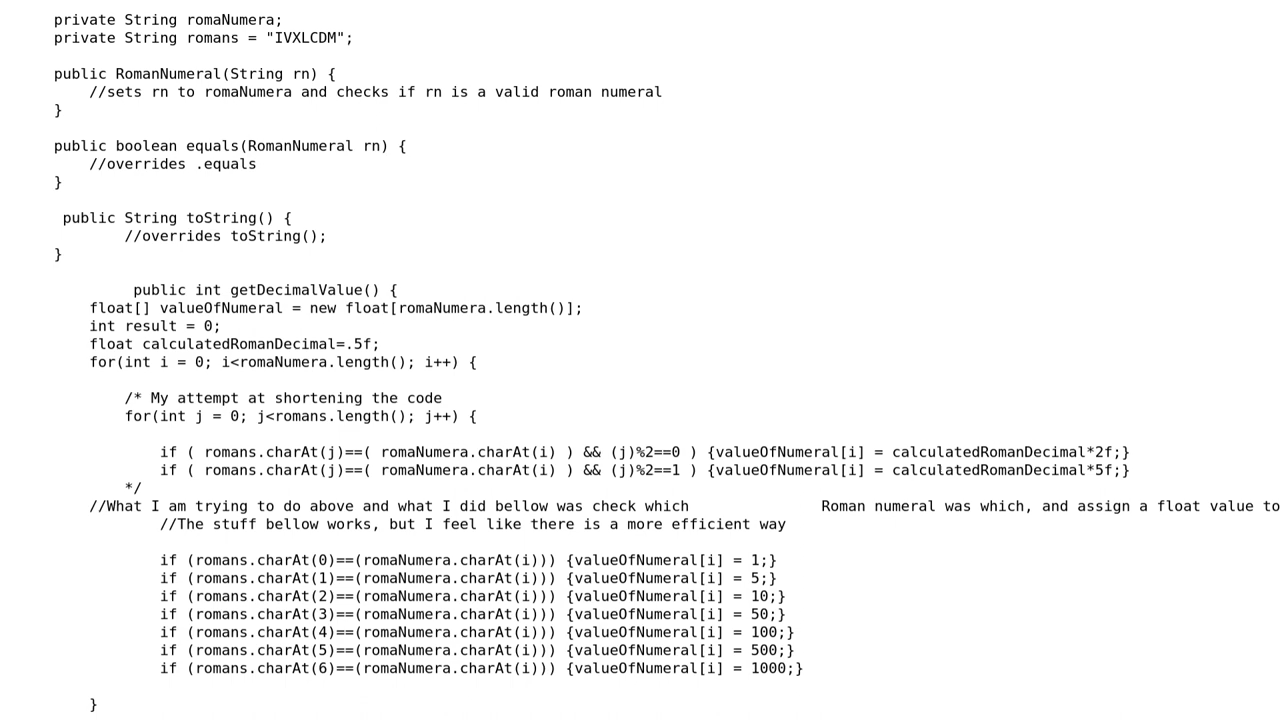 private String romaNumera;
private String romans = "IVXLCDM";
public RomanNumeral(String rn) {
//sets rn to romaNumera and checks if rn is a valid roman numeral
}
public boolean equals(RomanNumeral rn) {
//overrides .equals
}
public String toString() {
//overrides toString();
}
public int getDecimalValue() {
float[] valueOfNumeral = new float[romaNumera.length()];
int result = 0;
float calculatedRomanDecimal=.5f;
for(int i = 0; i<romaNumera.length(); i++) {
/* My attempt at shortening the code
for(int j = 0; j<romans.length(); j++) {
if ( romans.charAt(j)==( romaNumera.charAt(i) ) && (j)%2==0 ) {valueOfNumeral[i] = calculatedRomanDecimal*2f;}
if ( romans.charAt(j)==( romaNumera.charAt(i) ) && (j)%2==1 ) {valueOfNumeral[i] = calculatedRomanDecimal*5f;}
*/
//What I am trying to do above and what I did bellow was check which Roman numeral was which, and assign a float value to
//The stuff bellow works, but I feel like there is a more efficient way
if (romans.charAt(0)==(romaNumera.charAt(i))) {valueOfNumeral[i] = 1;}
if (romans.charAt(1)==(romaNumera.charAt(i))) {valueOfNumeral[i] = 5;}
if (romans.charAt(2)==(romaNumera.charAt(i))) {valueOfNumeral[i] = 10;}
if (romans.charAt(3)==(romaNumera.charAt(i))) {valueOfNumeral[i] = 50;}
if (romans.charAt(4)==(romaNumera.charAt(i))) {valueOfNumeral[i] = 100;}
if (romans.charAt(5)==(romaNumera.charAt(i))) {valueOfNumeral[i] = 500;}
if (romans.charAt(6)==(romaNumera.charAt(i))) {valueOfNumeral[i] = 1000;}
}